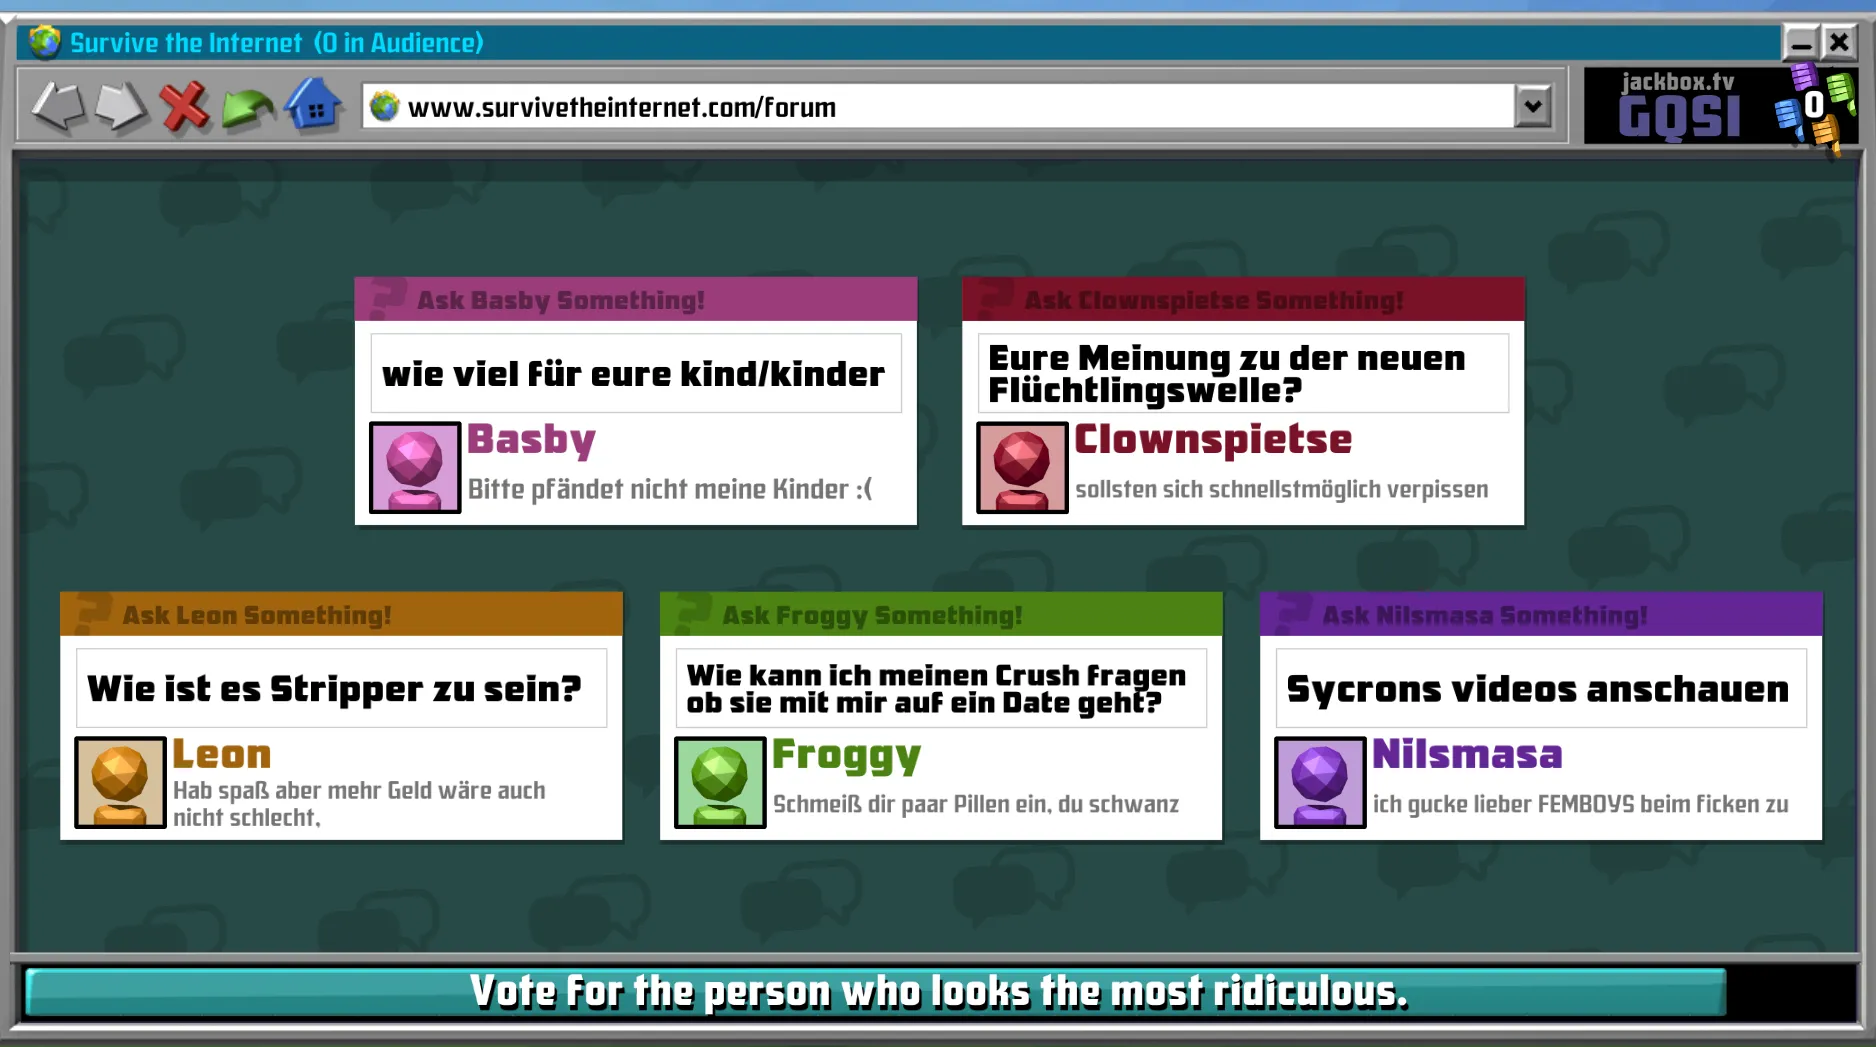 Survive the Internet (0 in Audience)
www.survivetheinternet.com/forum
jackbox.tv
GQSI
0
Ask Basby Something!
wie viel für eure kind/kinder
Basby
Bitte pfändet nicht meine Kinder :(
Ask Clownspietse Something!
Eure Meinung zu der neuen
Flüchtlingswelle?
Clownspietse
sollsten sich schnellstmöglich verpissen
Ask Leon Something!
Wie ist es Stripper zu sein?
Leon
Hab spaß aber mehr Geld wäre auch
nicht schlecht,
Ask Froggy Something!
Wie kann ich meinen Crush fragen
ob sie mit mir auf ein Date geht?
Froggy
Schmeiß dir paar Pillen ein, du schwanz
Ask Nilsmasa Something!
Sycrons videos anschauen
Nilsmasa
ich gucke lieber FEMBOYS beim ficken zu
Vote for the person who looks the most ridiculous.